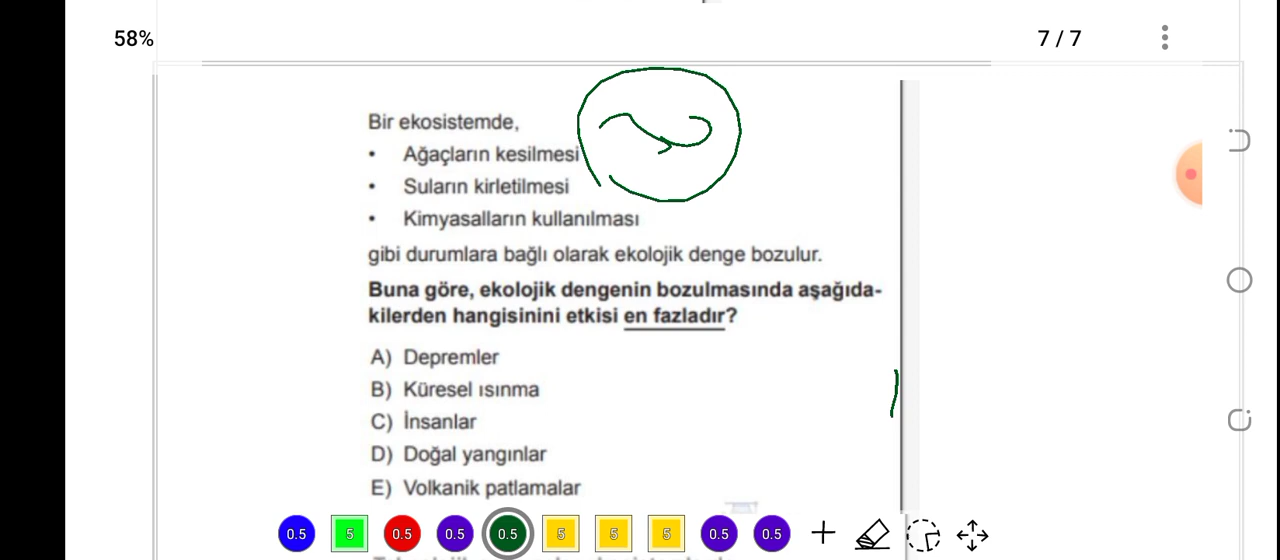 58%
7 / 7
Bir ekosistemde,
• Ağaçların kesilmesi
• Suların kirletilmesi
• Kimyasalların kullanılması
gibi durumlara bağlı olarak ekolojik denge bozulur.
Buna göre, ekolojik dengenin bozulmasında aşağıda-
kilerden hangisinini etkisi en fazladır?
A) Depremler
B) Küresel ısınma
C) İnsanlar
D) Doğal yangınlar
E) Volkanik patlamalar
0.5 5 0.5 0.5 0.5 5 5 5 0.5 0.5